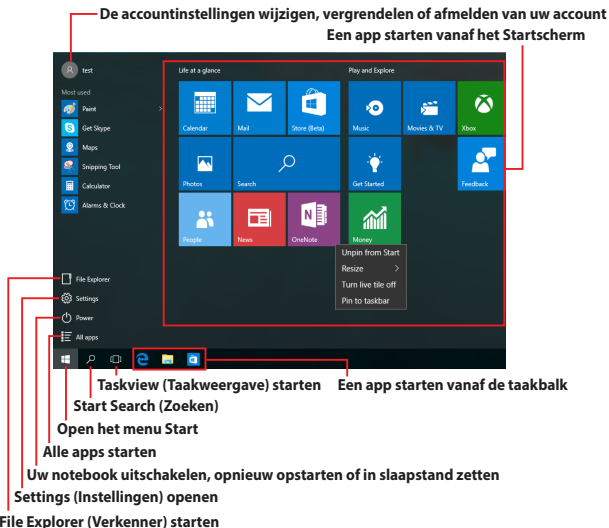 De accountinstellingen wijzigen, vergrendelen of afmelden van uw account
Een app starten vanaf het Startscherm
test
Life at a glance
Play and Explore
Most used
Paint
Get Skype
Maps
Snipping Tool
Calculator
Alarms & Clock
Calendar
Mail
Store (Beta)
Music
Movies & TV
Xbox
Photos
Search
Get Started
Feedback
People
News
N
OneNote
Money
Unpin from Start
Resize
Turn live tile off
Pin to taskbar
File Explorer
Settings
Power
All apps
Taskview (Taakweergave) starten
Een app starten vanaf de taakbalk
Start Search (Zoeken)
Open het menu Start
Alle apps starten
Uw notebook uitschakelen, opnieuw opstarten of in slaapstand zetten
Settings (Instellingen) openen
File Explorer (Verkenner) starten